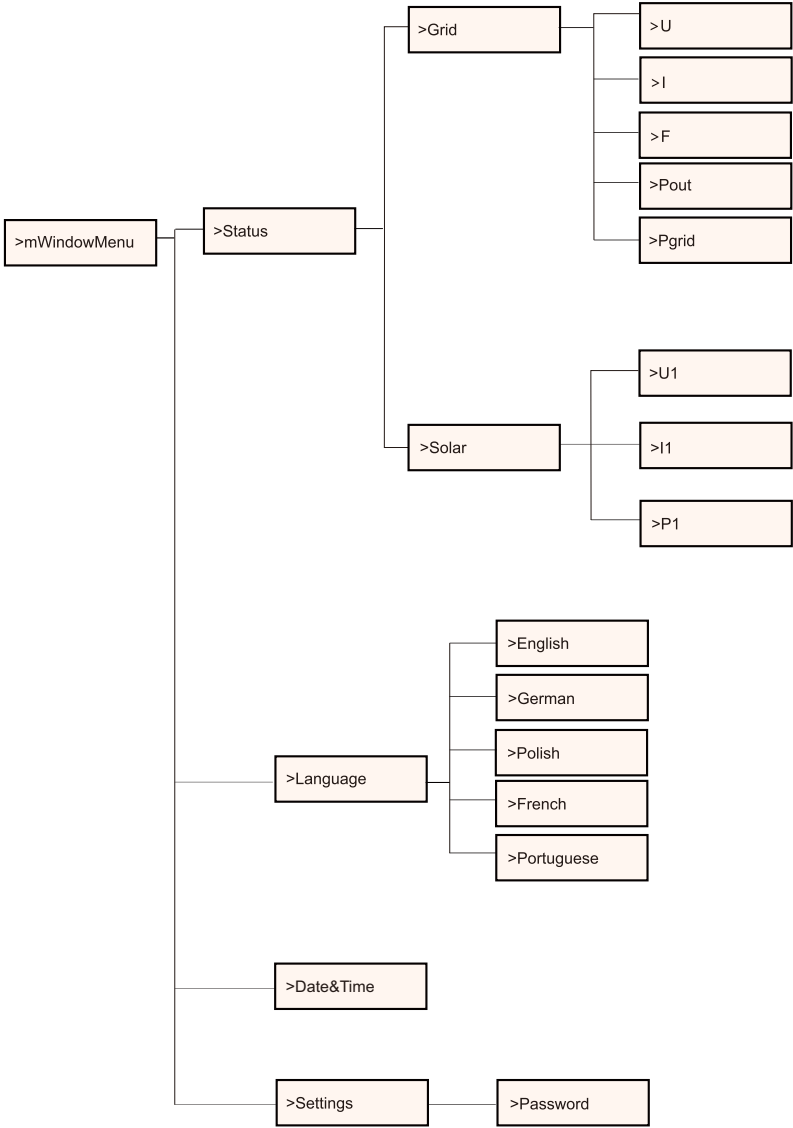 >mWindowMenu
>Status
>Grid
>U
>I
>F
>Pout
>Pgrid
>Solar
>U1
>I1
>P1
>Language
>English
>German
>Polish
>French
>Portuguese
>Date&Time
>Settings
>Password